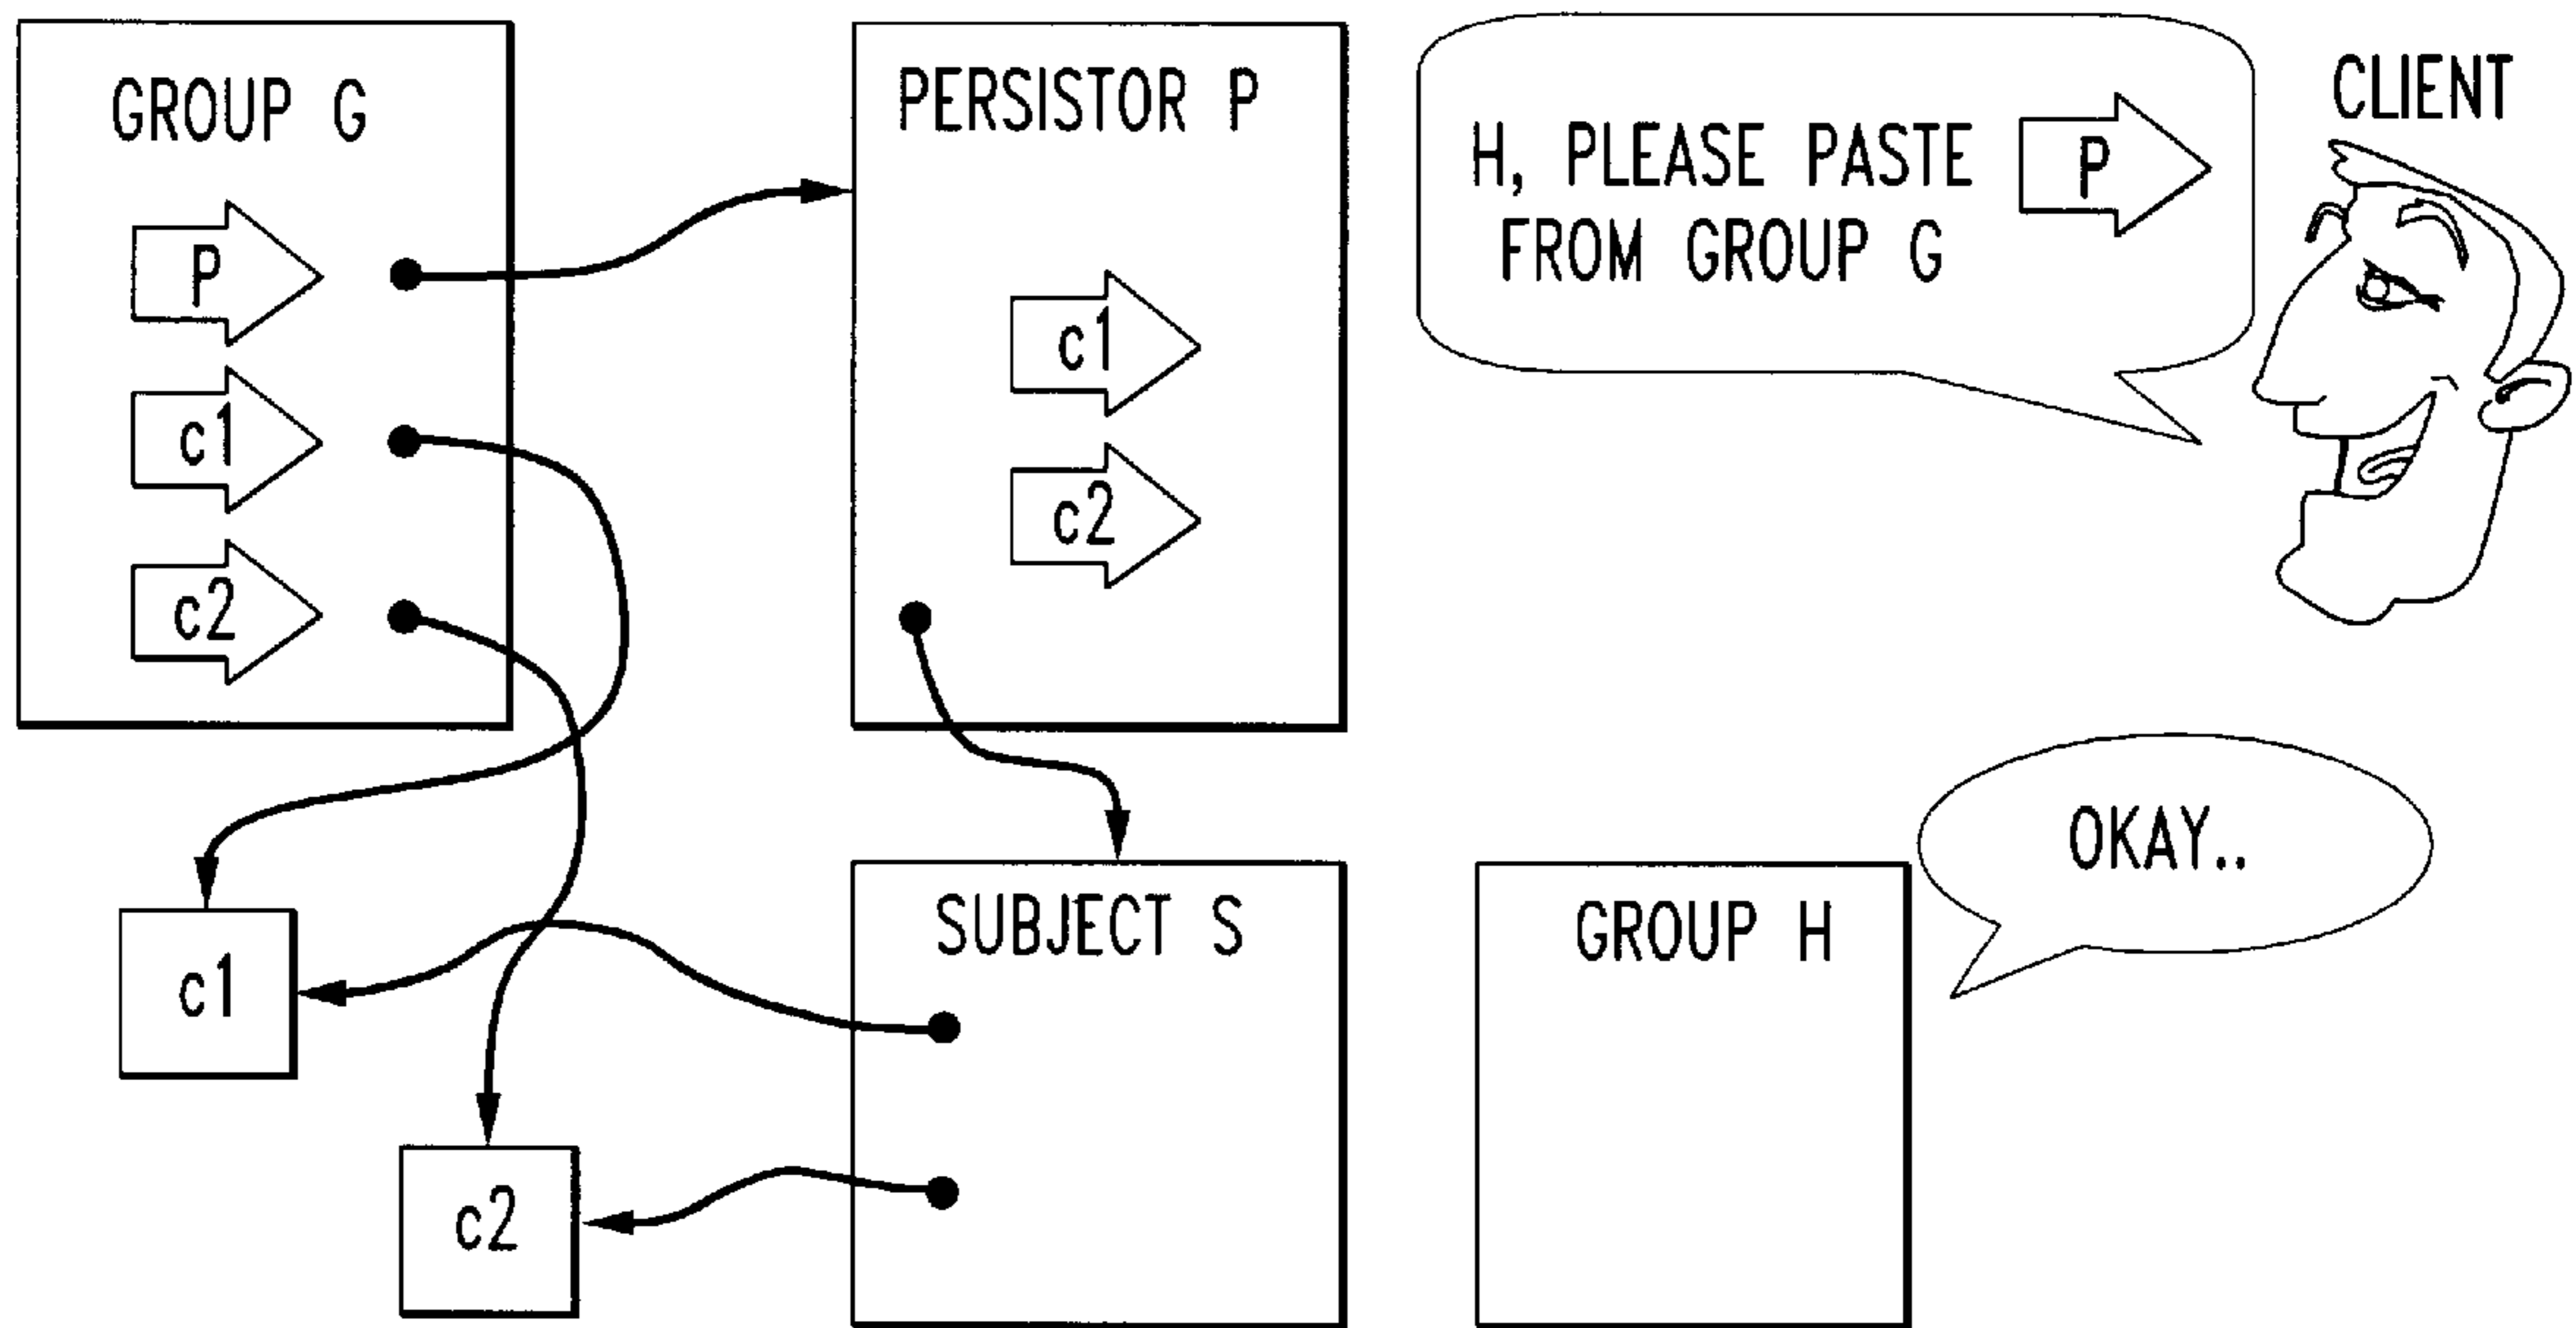 GROUP G
P
c1
c2
PERSISTOR P
c1
c2
H, PLEASE PASTE P
FROM GROUP G
CLIENT
c1
c2
SUBJECT S
GROUP H
OKAY..